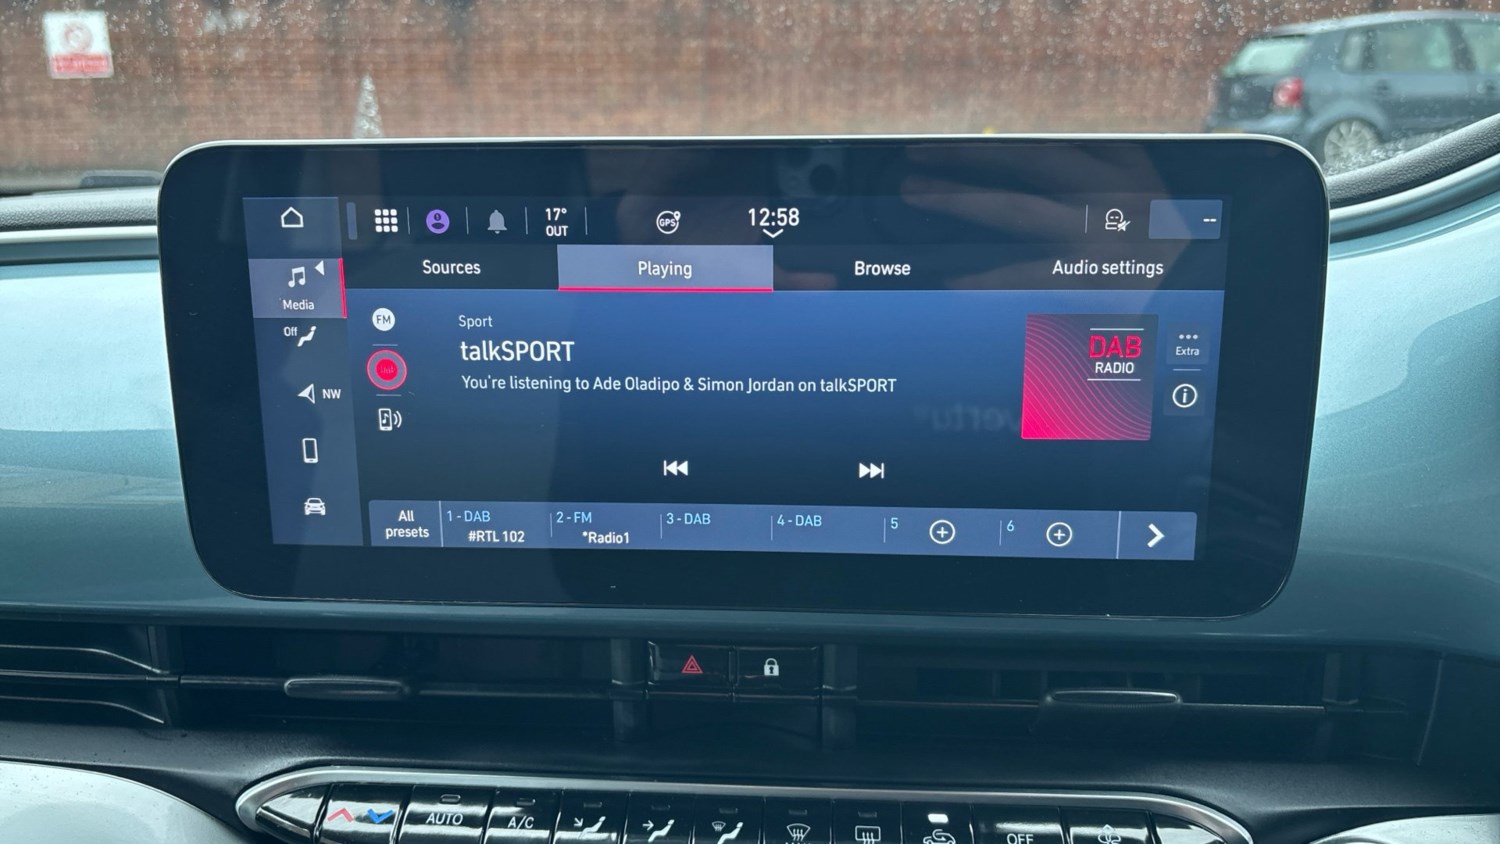 17°
OUT
GPS
12:58
--
Sources
Playing
Browse
Audio settings
Media
Off
NW
FM
Sport
talkSPORT
You're listening to Ade Oladipo & Simon Jordan on talkSPORT
DAB
RADIO
Extra
All
presets
1 - DAB
#RTL 102
2 - FM
*Radio1
3 - DAB
4 - DAB
5
6
AUTO
A/C
OFF